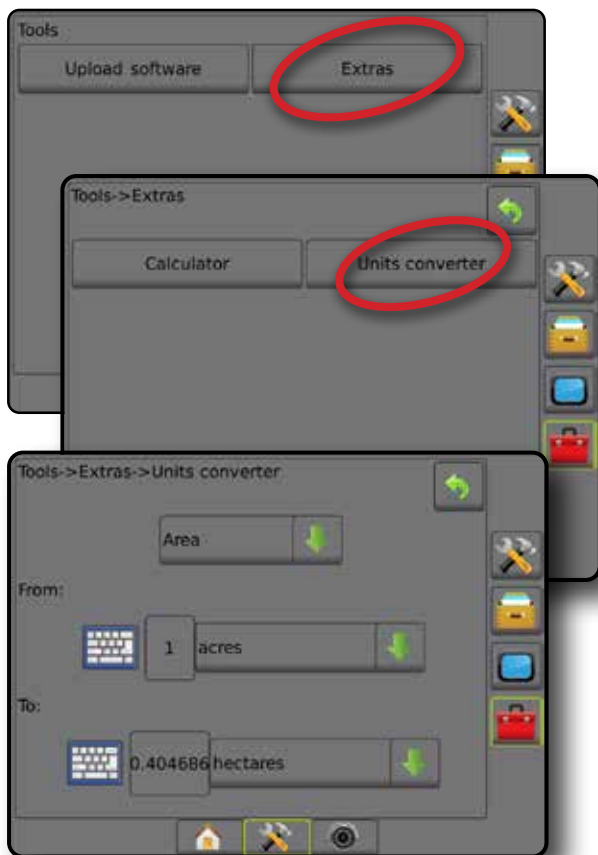 Tools
Upload software Extras
Tools->Extras
Calculator Units converter
Tools->Extras->Units converter
Area
From:
1 acres
To:
0.404686 hectares